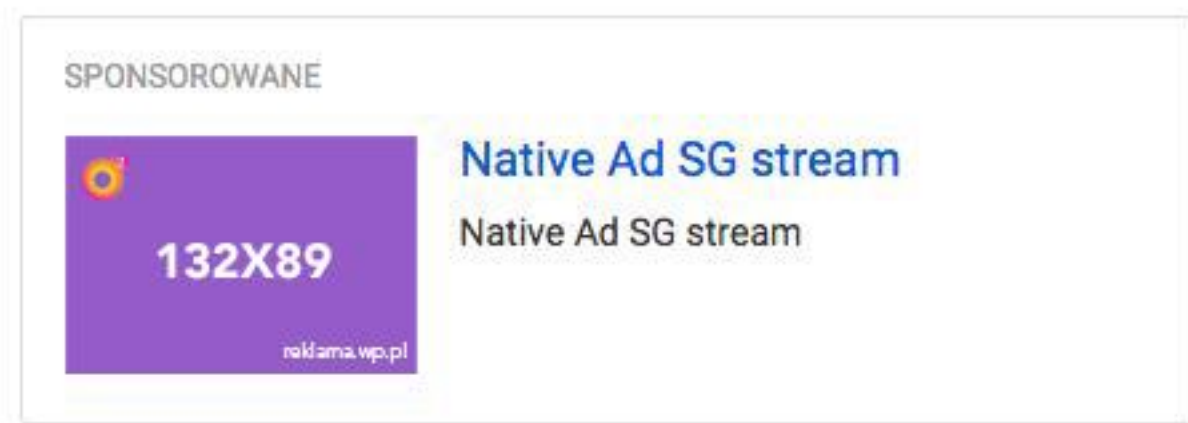 SPONSOROWANE
Native Ad SG stream
Native Ad SG stream
132X89
reklama.wp.pl